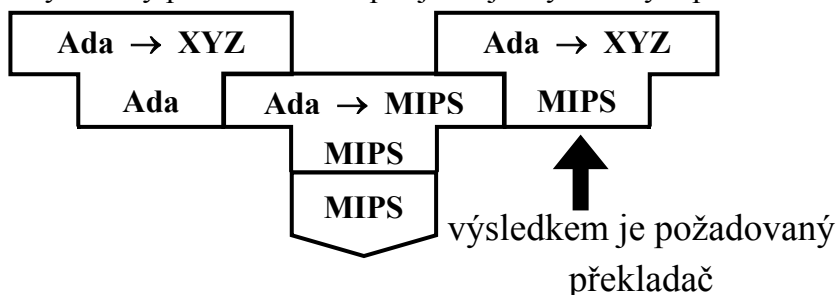 Ada → XYZ
Ada → XYZ
Ada
Ada → MIPS
MIPS
MIPS
MIPS
výsledkem je požadovaný
překladač